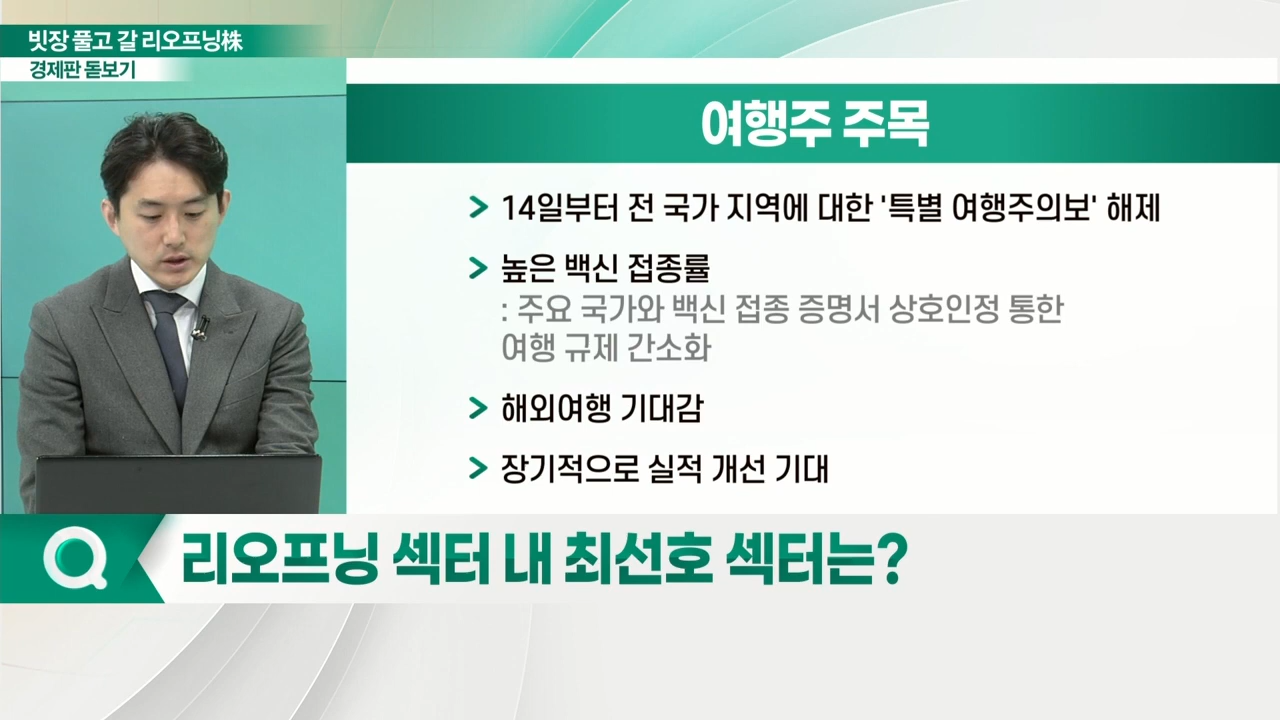 빗장 풀고 갈 리오프닝株
경제판 돋보기
여행주 주목
> 14일부터 전 국가 지역에 대한 '특별 여행주의보' 해제
> 높은 백신 접종률
: 주요 국가와 백신 접종 증명서 상호인정 통한
여행 규제 간소화
> 해외여행 기대감
> 장기적으로 실적 개선 기대
Q 리오프닝 섹터 내 최선호 섹터는?